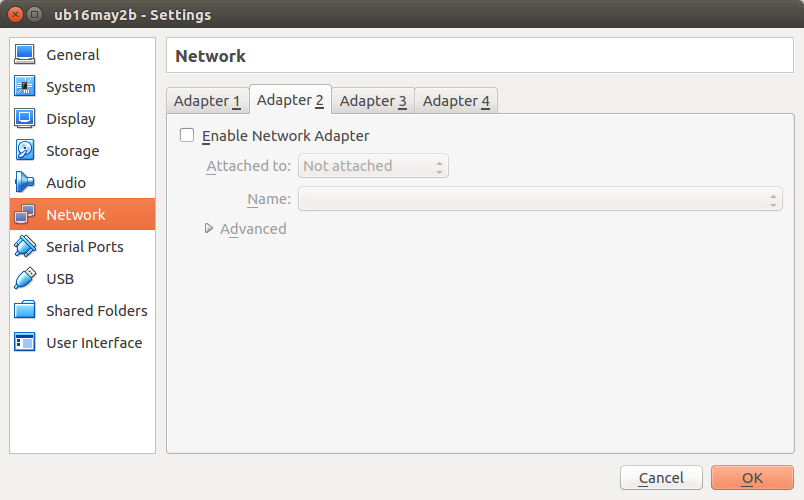 ub16may2b - Settings
General
System
Display
Storage
Audio
Network
Serial Ports
USB
Shared Folders
User Interface
Network
Adapter 1 Adapter 2 Adapter 3 Adapter 4
Enable Network Adapter
Attached to: Not attached
Name:
Advanced
Cancel OK